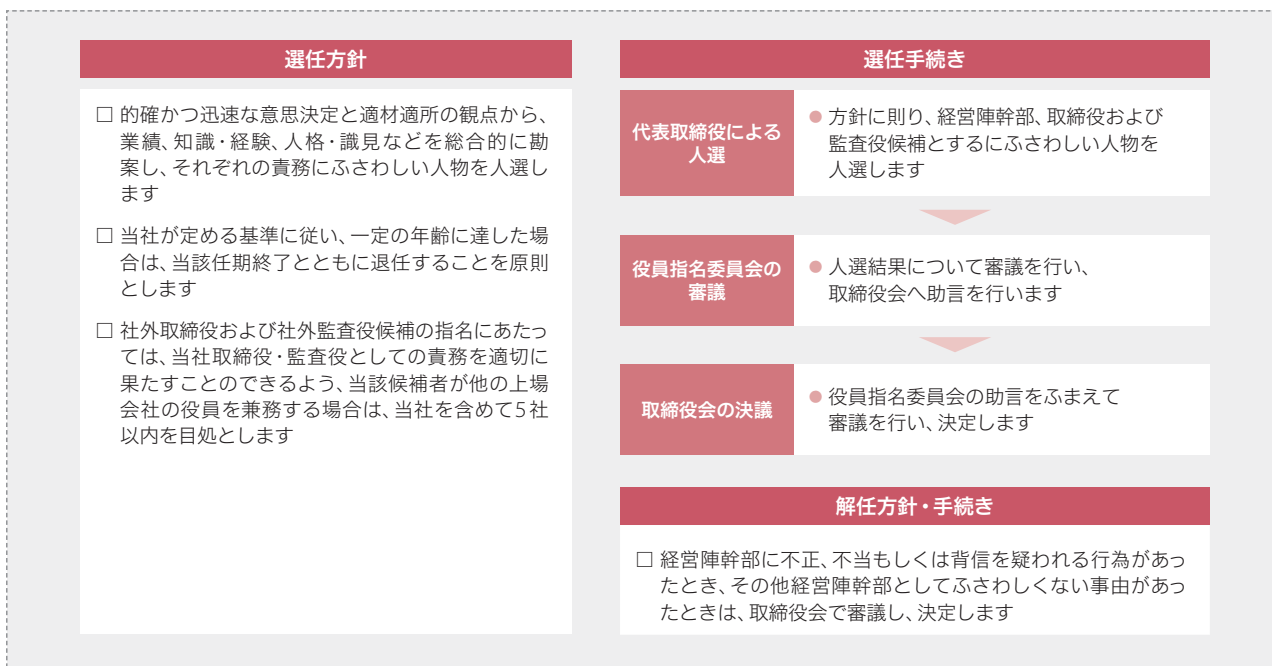 選任方針
□ 的確かつ迅速な意思決定と適材適所の観点から、
業績、知識・経験、人格・識見などを総合的に勘
案し、それぞれの責務にふさわしい人物を人選し
ます
□ 当社が定める基準に従い、一定の年齢に達した場
合は、当該任期終了とともに退任することを原則
とします
□ 社外取締役および社外監査役候補の指名にあたっ
ては、当社取締役・監査役としての責務を適切に
果たすことのできるよう、当該候補者が他の上場
会社の役員を兼務する場合は、当社を含めて5社
以内を目処とします
選任手続き
代表取締役による
人選
● 方針に則り、経営陣幹部、取締役および
監査役候補とするにふさわしい人物を
人選します
役員指名委員会の
審議
● 人選結果について審議を行い、
取締役会へ助言を行います
取締役会の決議
● 役員指名委員会の助言をふまえて
審議を行い、決定します
解任方針・手続き
□ 経営陣幹部に不正、不当もしくは背信を疑われる行為があっ
たとき、その他経営陣幹部としてふさわしくない事由があっ
たときは、取締役会で審議し、決定します